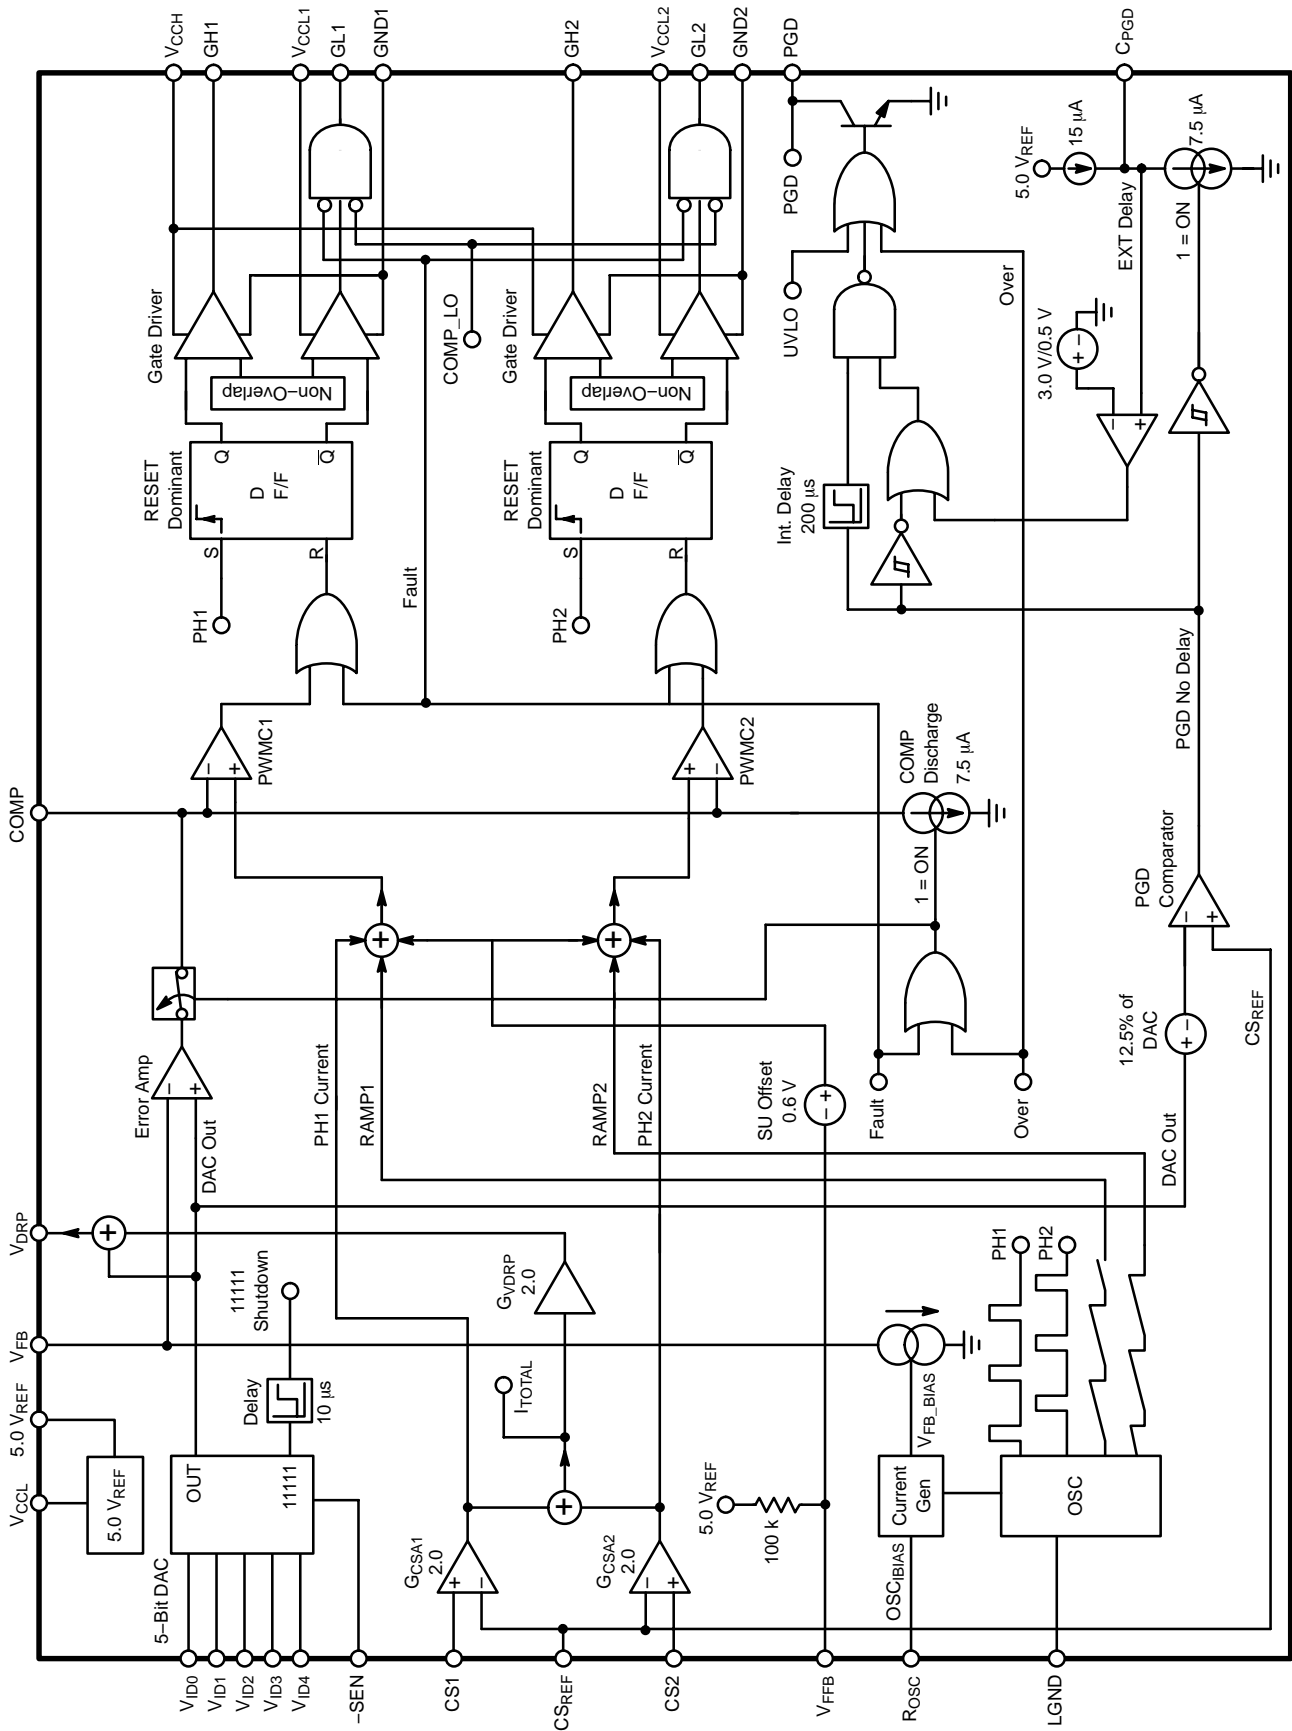 VID0
VID1
VID2
VID3
VID4
–SEN
CS1
CSREF
CS2
VFFB
ROSC
LGND
VCCL
5.0 VREF
VFB
VDRP
COMP
VCCH
GH1
VCCL1
GL1
GND1
GH2
VCCL2
GL2
GND2
PGD
CPGD
5.0 VREF
5–Bit DAC
OUT
11111
Delay
10 µs
11111
Shutdown
+
DAC Out
Error Amp
–
+
GCSA1
2.0
+
–
GCSA2
2.0
–
+
+
ITOTAL
GVDRP
2.0
PH1 Current
RAMP1
RAMP2
PH2 Current
+
+
5.0 VREF
100 k
SU Offset
0.6 V
– +
OSCIBIAS
Current
Gen
VFB_BIAS
OSC
PH1
PH2
Fault
Over
1 = ON
COMP
Discharge
7.5 µA
–
+
PWMC1
+
–
PWMC2
Fault
PH1
S
R
RESET
Dominant
D
F/F
Q
Q
Non–Overlap
Gate Driver
COMP_LO
PH2
S
R
RESET
Dominant
D
F/F
Q
Q
Non–Overlap
Gate Driver
DAC Out
12.5% of
DAC
+ –
CSREF
PGD
Comparator
–
+
PGD No Delay
Int. Delay
200 µs
UVLO
PGD
Over
3.0 V/0.5 V
+ –
–
+
EXT Delay
1 = ON
5.0 VREF
15 µA
7.5 µA